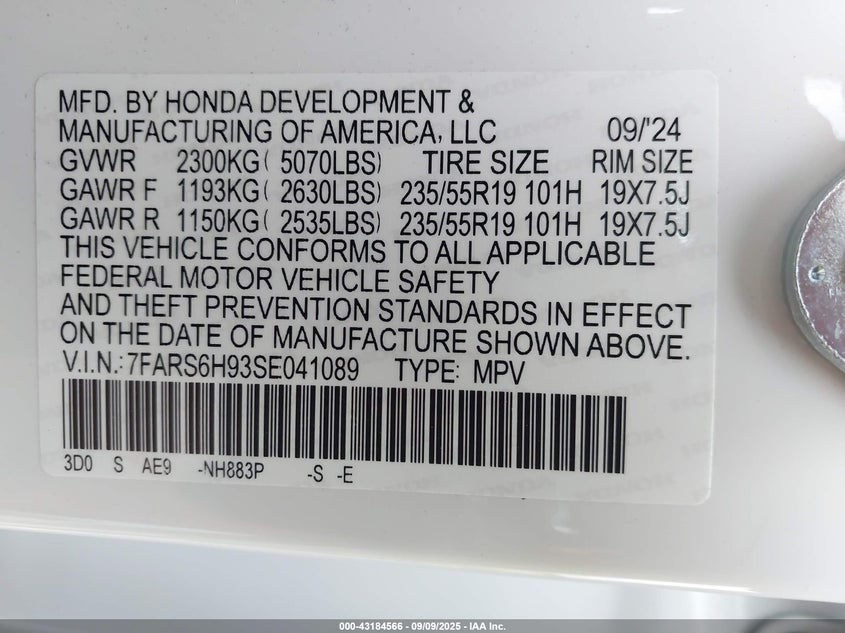 MFD. BY HONDA DEVELOPMENT &
MANUFACTURING OF AMERICA, LLC 09/'24
GVWR 2300KG( 5070LBS) TIRE SIZE RIM SIZE
GAWR F 1193KG( 2630LBS) 235/55R19 101H 19X7.5J
GAWR R 1150KG( 2535LBS) 235/55R19 101H 19X7.5J
THIS VEHICLE CONFORMS TO ALL APPLICABLE
FEDERAL MOTOR VEHICLE SAFETY
AND THEFT PREVENTION STANDARDS IN EFFECT
ON THE DATE OF MANUFACTURE SHOWN ABOVE.
V.I.N.:7FARS6H93SE041089 TYPE: MPV
3D0 S AE9 -NH883P -S -E
000-43184566 - 09/09/2025 - IAA Inc.